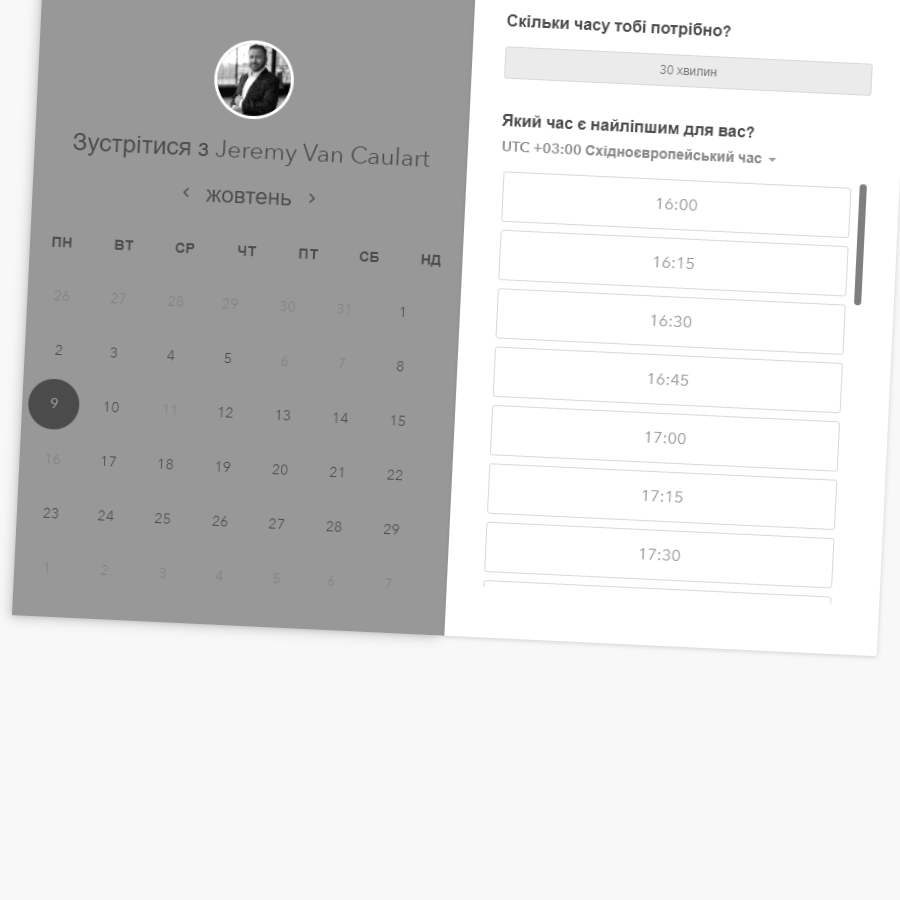 Зустрітися з Jeremy Van Caulart
‹ жовтень ›
ПН ВТ СР ЧТ ПТ СБ НД
26 27 28 29 30 31 1
2 3 4 5 6 7 8
9 10 11 12 13 14 15
16 17 18 19 20 21 22
23 24 25 26 27 28 29
1 2 3 4 5 6 7
Скільки часу тобі потрібно?
30 хвилин
Який час є найліпшим для вас?
UTC +03:00 Східноєвропейський час
16:00
16:15
16:30
16:45
17:00
17:15
17:30